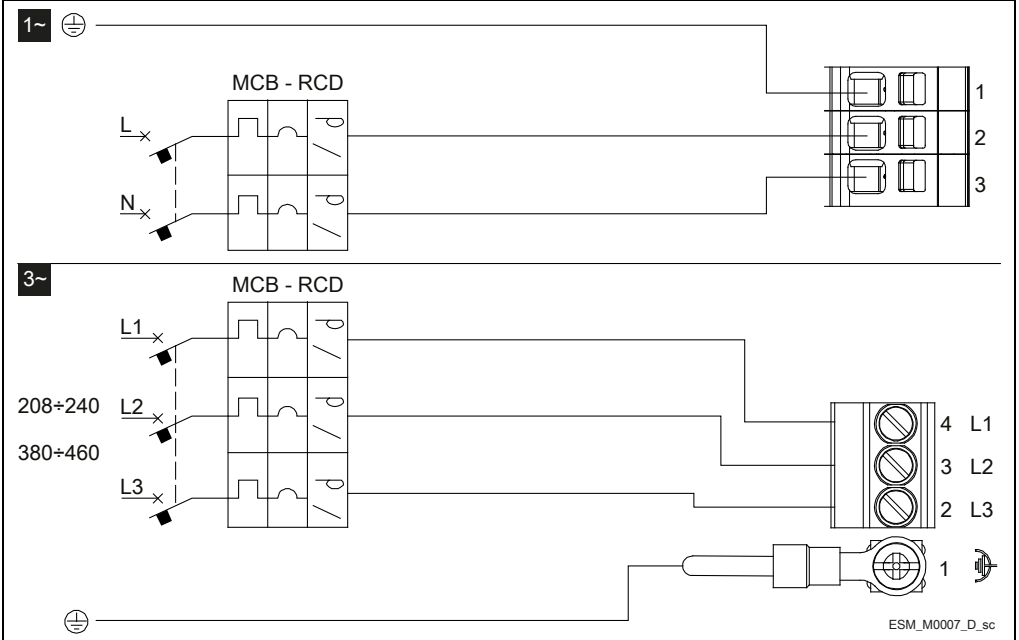 1~
MCB - RCD
1
L
2
N
3
3~
MCB - RCD
L1
208÷240 L2
4 L1
380÷460
3 L2
L3
2 L3
1
ESM_M0007_D_sc